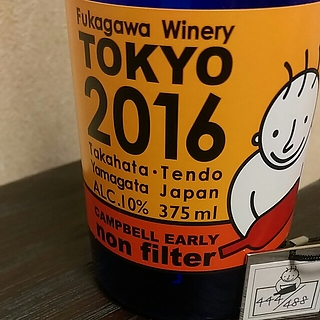 Fukagawa Winery
TOKYO
2016
Takahata・Tendo
Yamagata Japan
ALC.10% 375ml
CAMPBELL EARLY
non filter
444/488